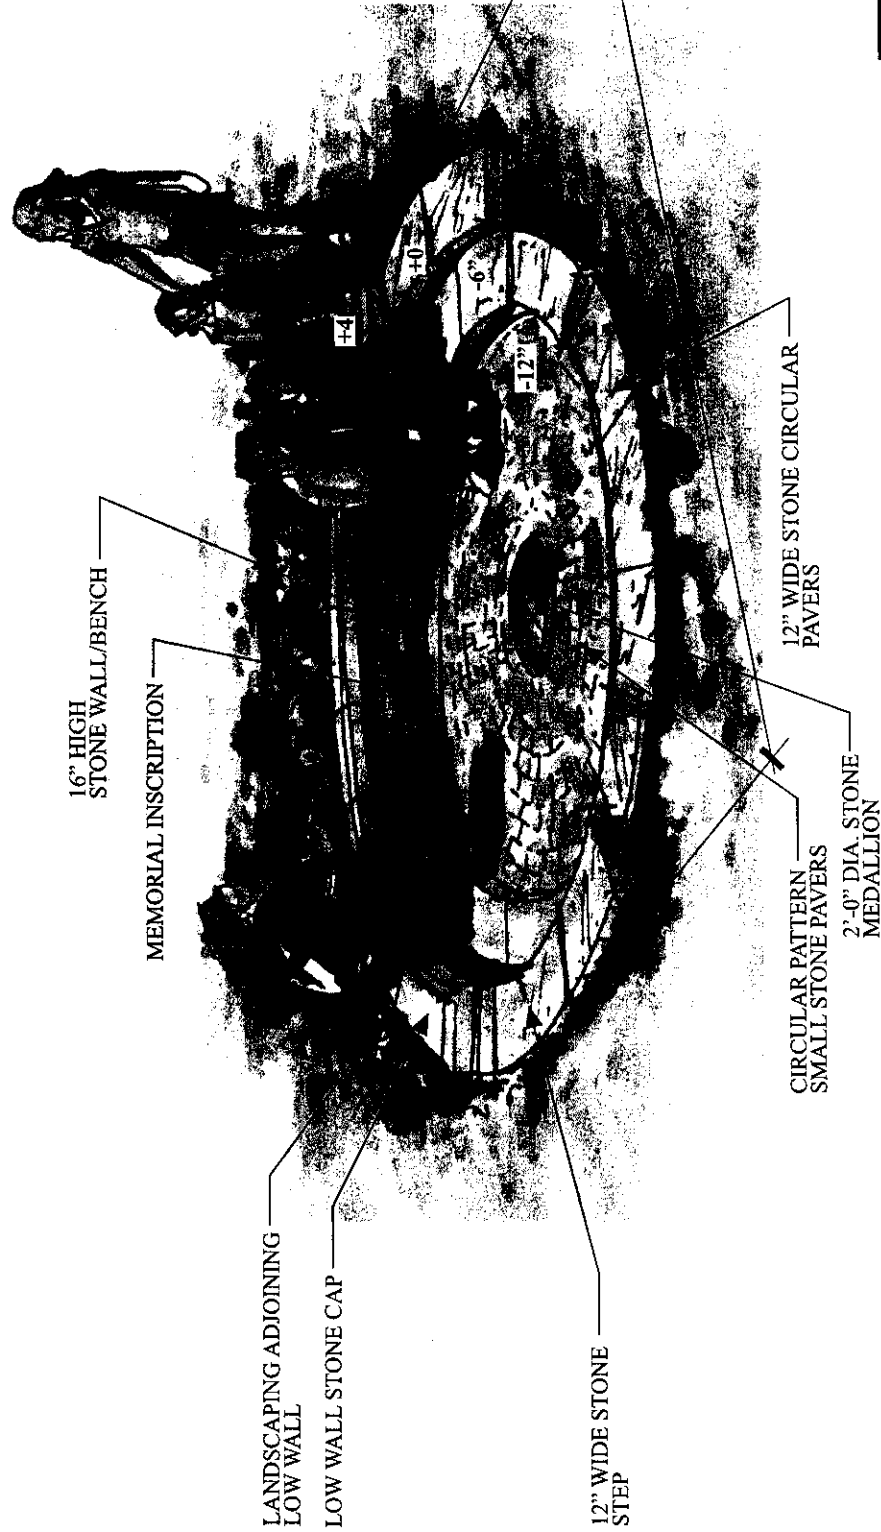 LANDSCAPING ADJOINING
LOW WALL
LOW WALL STONE CAP
12” WIDE STONE
STEP
MEMORIAL INSCRIPTION
16” HIGH
STONE WALL/BENCH
+4
+0
-6”
-12”
CIRCULAR PATTERN
SMALL STONE PAVERS
2’-0” DIA. STONE
MEDALLION
12” WIDE STONE CIRCULAR
PAVERS